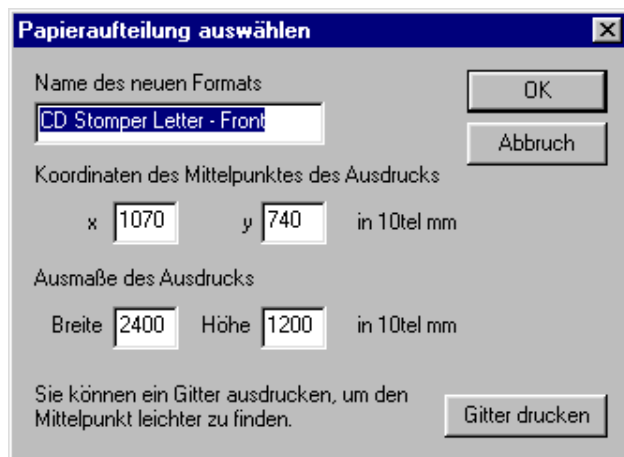 Papieraufteilung auswählen
Name des neuen Formats
OK
CD Stomper Letter - Front
Abbruch
Koordinaten des Mittelpunktes des Ausdrucks
x 1070 y 740 in 10tel mm
Ausmaße des Ausdrucks
Breite 2400 Höhe 1200 in 10tel mm
Sie können ein Gitter ausdrucken, um den
Mittelpunkt leichter zu finden.
Gitter drucken